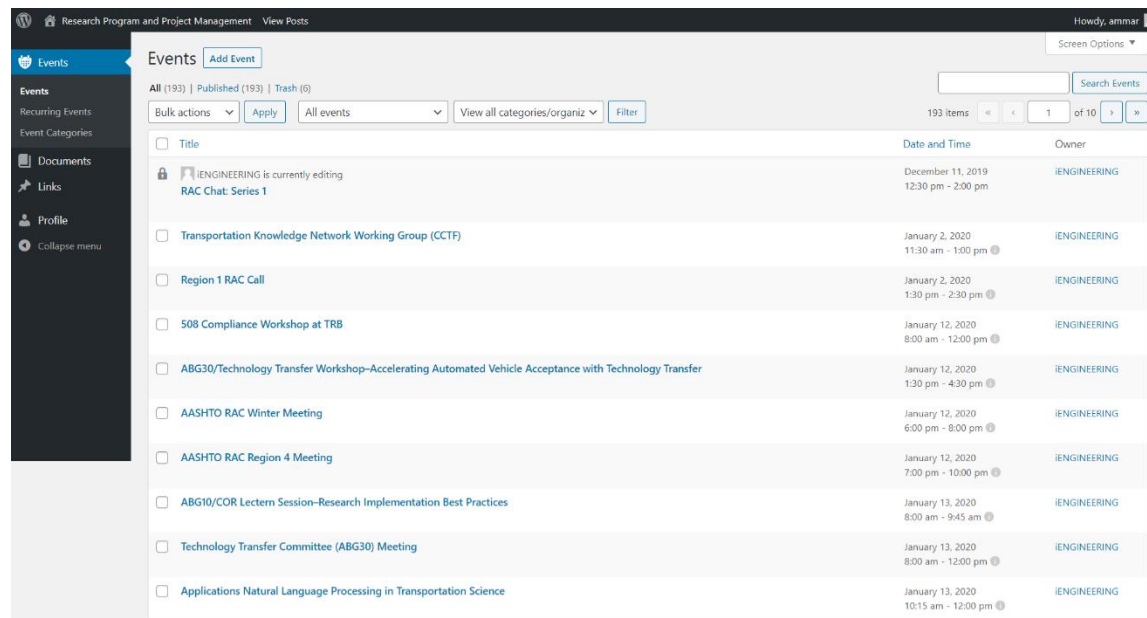 Research Program and Project Management View Posts Howdy, ammar
Screen Options ▼
Events
Events
Recurring Events
Event Categories
Documents
Links
Profile
Collapse menu
Events Add Event
All (193) | Published (193) | Trash (6)
Search Events
Bulk actions Apply All events View all categories/organiz Filter 193 items « ‹ 1 of 10 › »
Title Date and Time Owner
iENGINEERING is currently editing
RAC Chat: Series 1
December 11, 2019
12:30 pm - 2:00 pm
iENGINEERING
Transportation Knowledge Network Working Group (CCTF)
January 2, 2020
11:30 am - 1:00 pm
iENGINEERING
Region 1 RAC Call
January 2, 2020
1:30 pm - 2:30 pm
iENGINEERING
508 Compliance Workshop at TRB
January 12, 2020
8:00 am - 12:00 pm
iENGINEERING
ABG30/Technology Transfer Workshop–Accelerating Automated Vehicle Acceptance with Technology Transfer
January 12, 2020
1:30 pm - 4:30 pm
iENGINEERING
AASHTO RAC Winter Meeting
January 12, 2020
6:00 pm - 8:00 pm
iENGINEERING
AASHTO RAC Region 4 Meeting
January 12, 2020
7:00 pm - 10:00 pm
iENGINEERING
ABG10/COR Lectern Session–Research Implementation Best Practices
January 13, 2020
8:00 am - 9:45 am
iENGINEERING
Technology Transfer Committee (ABG30) Meeting
January 13, 2020
8:00 am - 12:00 pm
iENGINEERING
Applications Natural Language Processing in Transportation Science
January 13, 2020
10:15 am - 12:00 pm
iENGINEERING